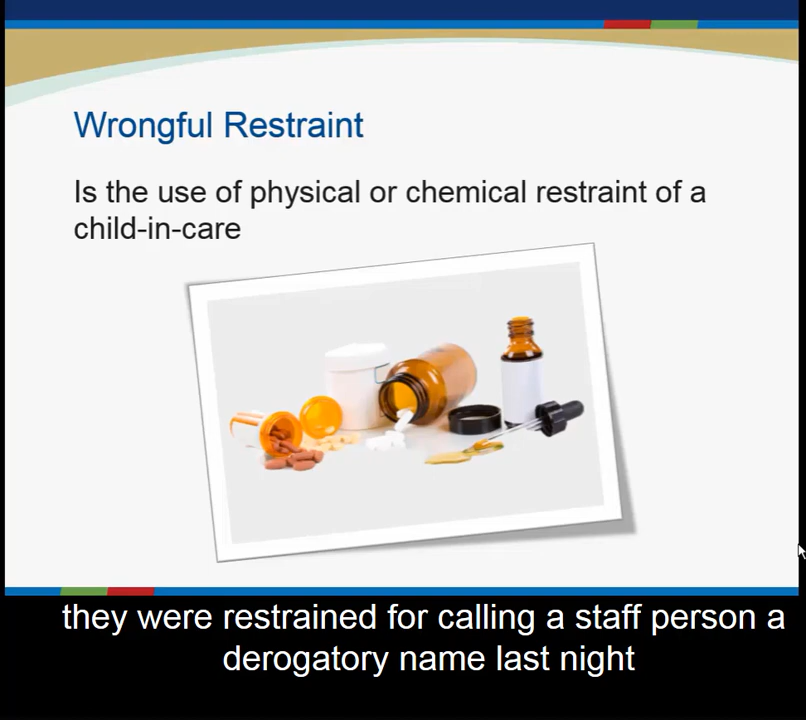 Wrongful Restraint
Is the use of physical or chemical restraint of a
child-in-care
they were restrained for calling a staff person a
derogatory name last night